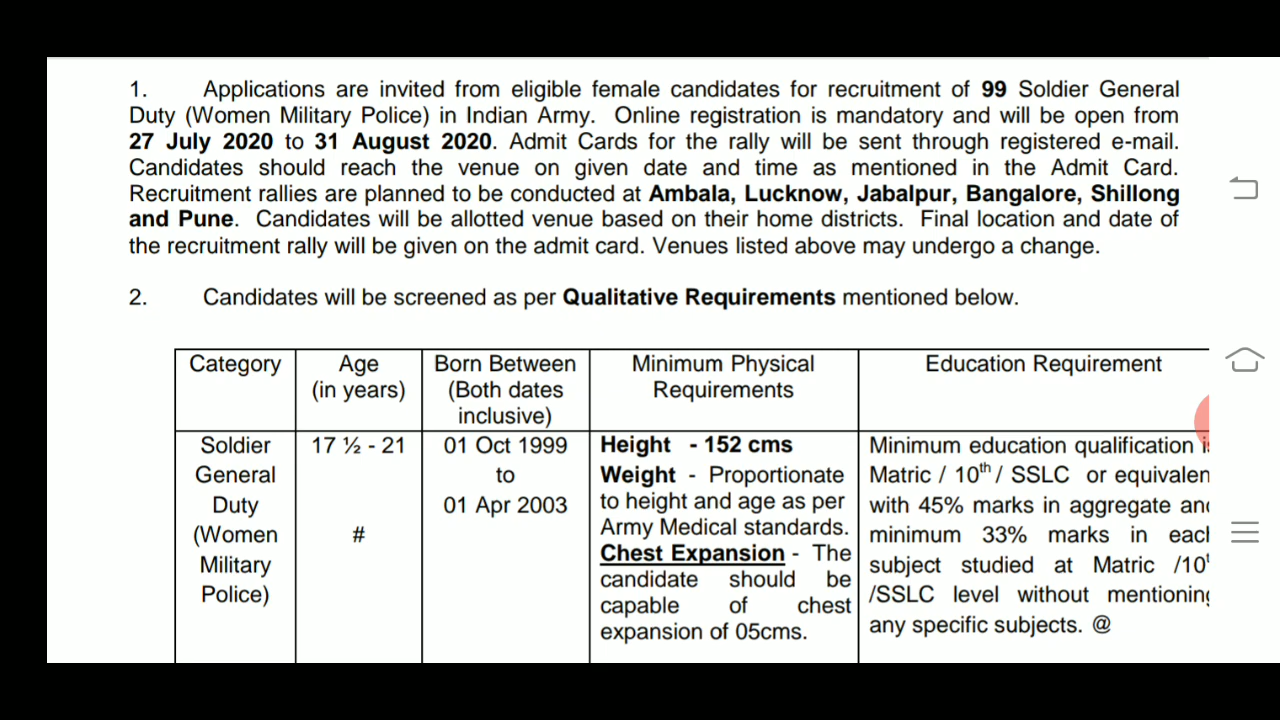 1. Applications are invited from eligible female candidates for recruitment of 99 Soldier General
Duty (Women Military Police) in Indian Army. Online registration is mandatory and will be open from
27 July 2020 to 31 August 2020. Admit Cards for the rally will be sent through registered e-mail.
Candidates should reach the venue on given date and time as mentioned in the Admit Card.
Recruitment rallies are planned to be conducted at Ambala, Lucknow, Jabalpur, Bangalore, Shillong
and Pune. Candidates will be allotted venue based on their home districts. Final location and date of
the recruitment rally will be given on the admit card. Venues listed above may undergo a change.
2. Candidates will be screened as per Qualitative Requirements mentioned below.
Category
Age
(in years)
Born Between
(Both dates
inclusive)
Minimum Physical
Requirements
Education Requirement
Soldier
General
Duty
(Women
Military
Police)
17 ½ - 21
#
01 Oct 1999
to
01 Apr 2003
Height - 152 cms
Weight - Proportionate
to height and age as per
Army Medical standards.
Chest Expansion - The
candidate should be
capable of chest
expansion of 05cms.
Minimum education qualification
Matric / 10th / SSLC or equivalen
with 45% marks in aggregate an
minimum 33% marks in eac
subject studied at Matric /10
/SSLC level without mentionin
any specific subjects. @